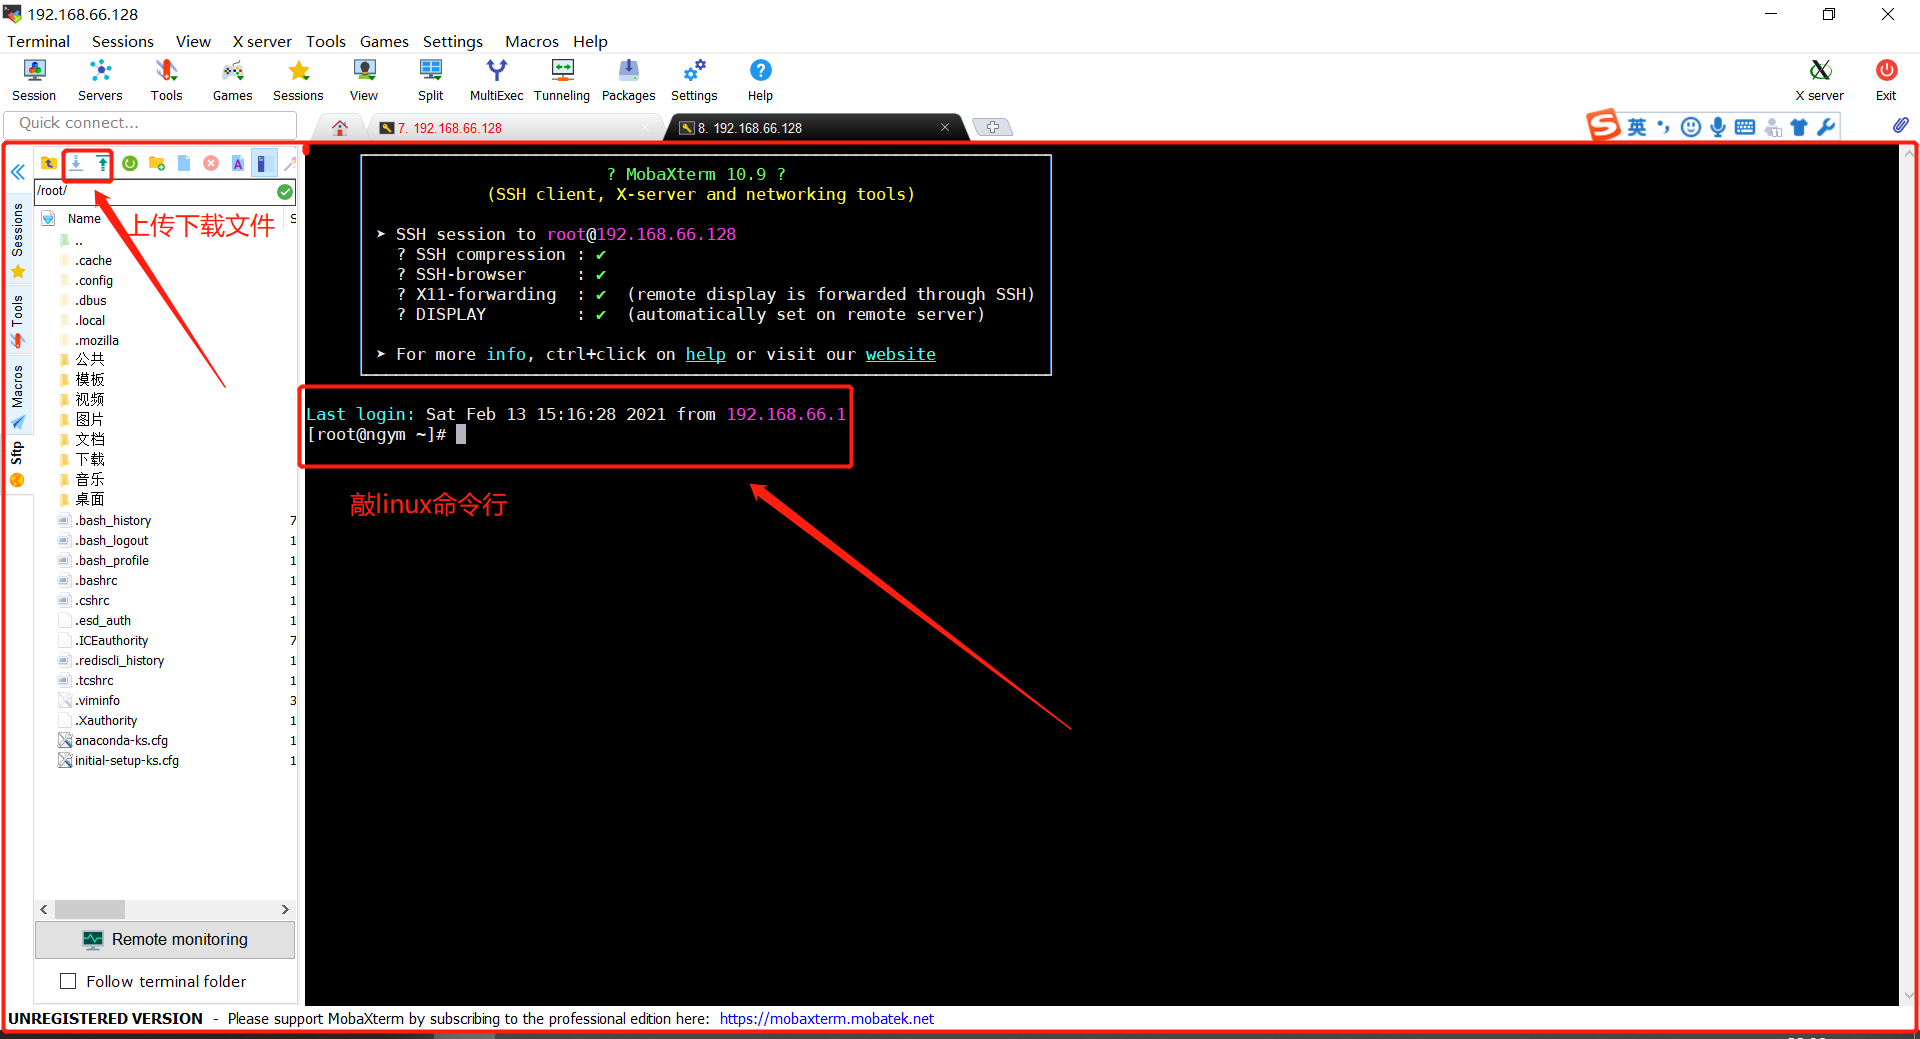 192.168.66.128
Terminal Sessions View X server Tools Games Settings Macros Help
Session Servers Tools Games Sessions View Split MultiExec Tunneling Packages Settings Help X server Exit
Quick connect...
7. 192.168.66.128
8. 192.168.66.128
英
/root/
Name S
上传下载文件
Sessions
Tools
Macros
Sftp
..
.cache
.config
.dbus
.local
.mozilla
公共
模板
视频
图片
文档
下载
音乐
桌面
.bash_history 7
.bash_logout 1
.bash_profile 1
.bashrc 1
.cshrc 1
.esd_auth 1
.ICEauthority 7
.rediscli_history 1
.tcshrc 1
.viminfo 3
.Xauthority 1
anaconda-ks.cfg 1
initial-setup-ks.cfg 1
Remote monitoring
Follow terminal folder
? MobaXterm 10.9 ?
(SSH client, X-server and networking tools)
➤ SSH session to root@192.168.66.128
? SSH compression : ✔
? SSH-browser : ✔
? X11-forwarding : ✔ (remote display is forwarded through SSH)
? DISPLAY : ✔ (automatically set on remote server)
➤ For more info, ctrl+click on help or visit our website
Last login: Sat Feb 13 15:16:28 2021 from 192.168.66.1
[root@ngym ~]#
敲linux命令行
UNREGISTERED VERSION - Please support MobaXterm by subscribing to the professional edition here: https://mobaxterm.mobatek.net